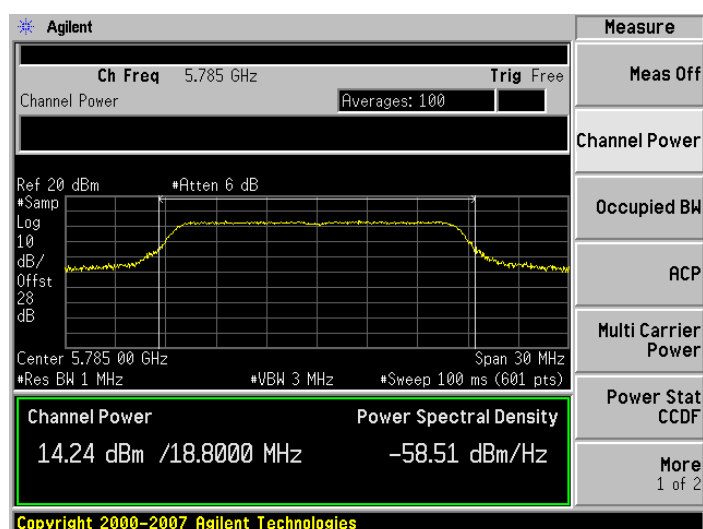 Agilent
Measure
Ch Freq 5.785 GHz Trig Free
Meas Off
Channel Power Averages: 100
Channel Power
Ref 20 dBm #Atten 6 dB
#Samp
Log
10
dB/
Offst
28
dB
Occupied BW
ACP
Multi Carrier
Power
Center 5.785 00 GHz Span 30 MHz
#Res BW 1 MHz #VBW 3 MHz #Sweep 100 ms (601 pts)
Power Stat
CCDF
Channel Power Power Spectral Density
14.24 dBm /18.8000 MHz -58.51 dBm/Hz
More
1 of 2
Copyright 2000-2007 Agilent Technologies